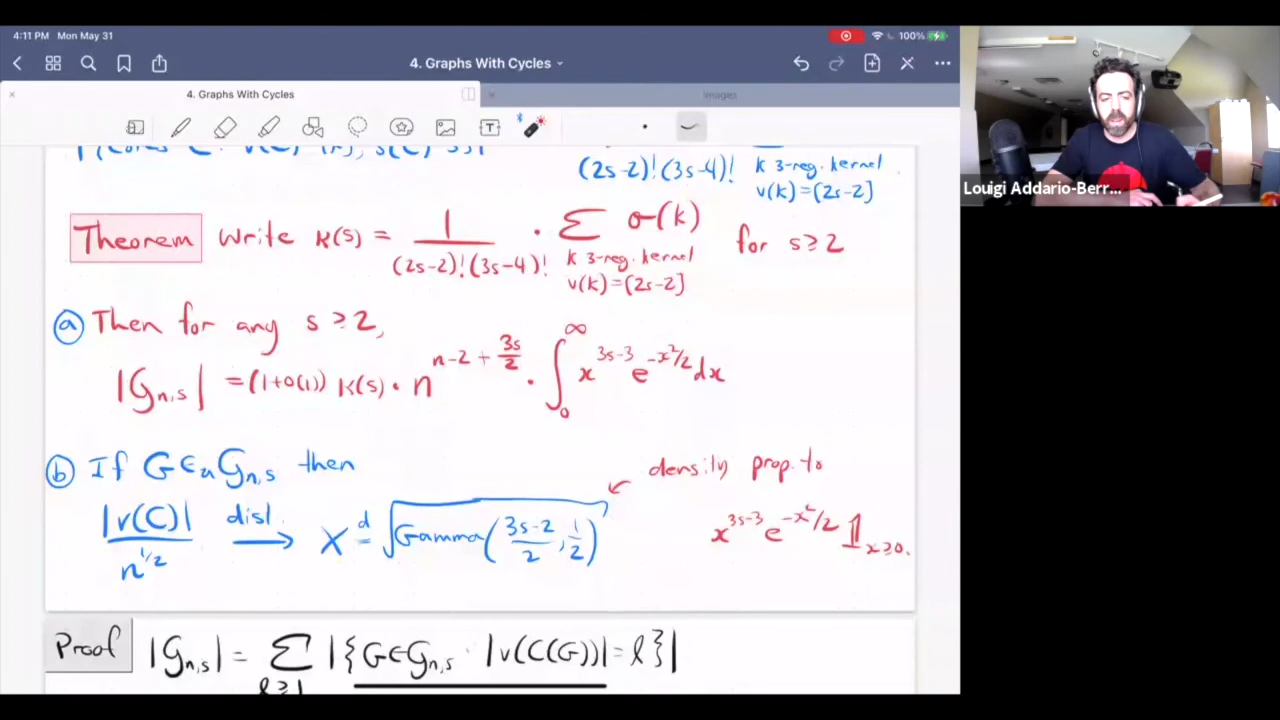 4:11 PM Mon May 31
100%
4. Graphs With Cycles
4. Graphs With Cycles
Images
T
(2s-2)!(3s-4)! K 3-reg. kernel
v(K)=[2s-2]
Louigi Addario-Berr...
Theorem Write κ(s) = 1/((2s-2)!(3s-4)!) · Σ σ(K) for s≥2
K 3-reg. kernel
v(K)=[2s-2]
(a) Then for any s≥2,
|G_{n,s}| = (1+o(1)) κ(s) · n^{n-2+3s/2} · ∫_0^∞ x^{3s-3} e^{-x²/2} dx
(b) If G ∈_u G_{n,s} then
density prop. to
|v(C)|/n^{1/2} dist. → X =^d √Gamma((3s-2)/2, 1/2)
x^{3s-3} e^{-x²/2} 𝟙_{x≥0}.
Proof |G_{n,s}| = Σ_{ℓ≥1} |{G∈G_{n,s} : |v(C(G))|=ℓ}|